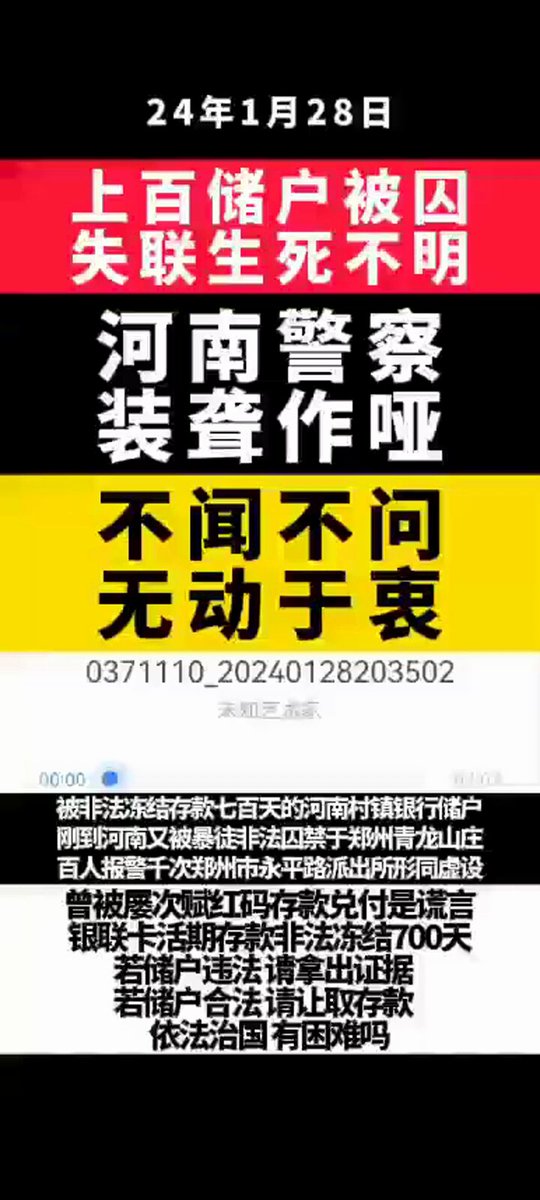 24年1月28日
上百储户被囚
失联生死不明
河南警察
装聋作哑
不闻不问
无动于衷
0371110_20240128203502
未知艺术家
00:00
被非法冻结存款七百天的河南村镇银行储户
刚到河南又被暴徒非法囚禁于郑州青龙山庄
百人报警千次郑州市永平路派出所形同虚设
曾被屡次赋红码存款兑付是谎言
银联卡活期存款非法冻结700天
若储户违法 请拿出证据
若储户合法 请让取存款
依法治国 有困难吗